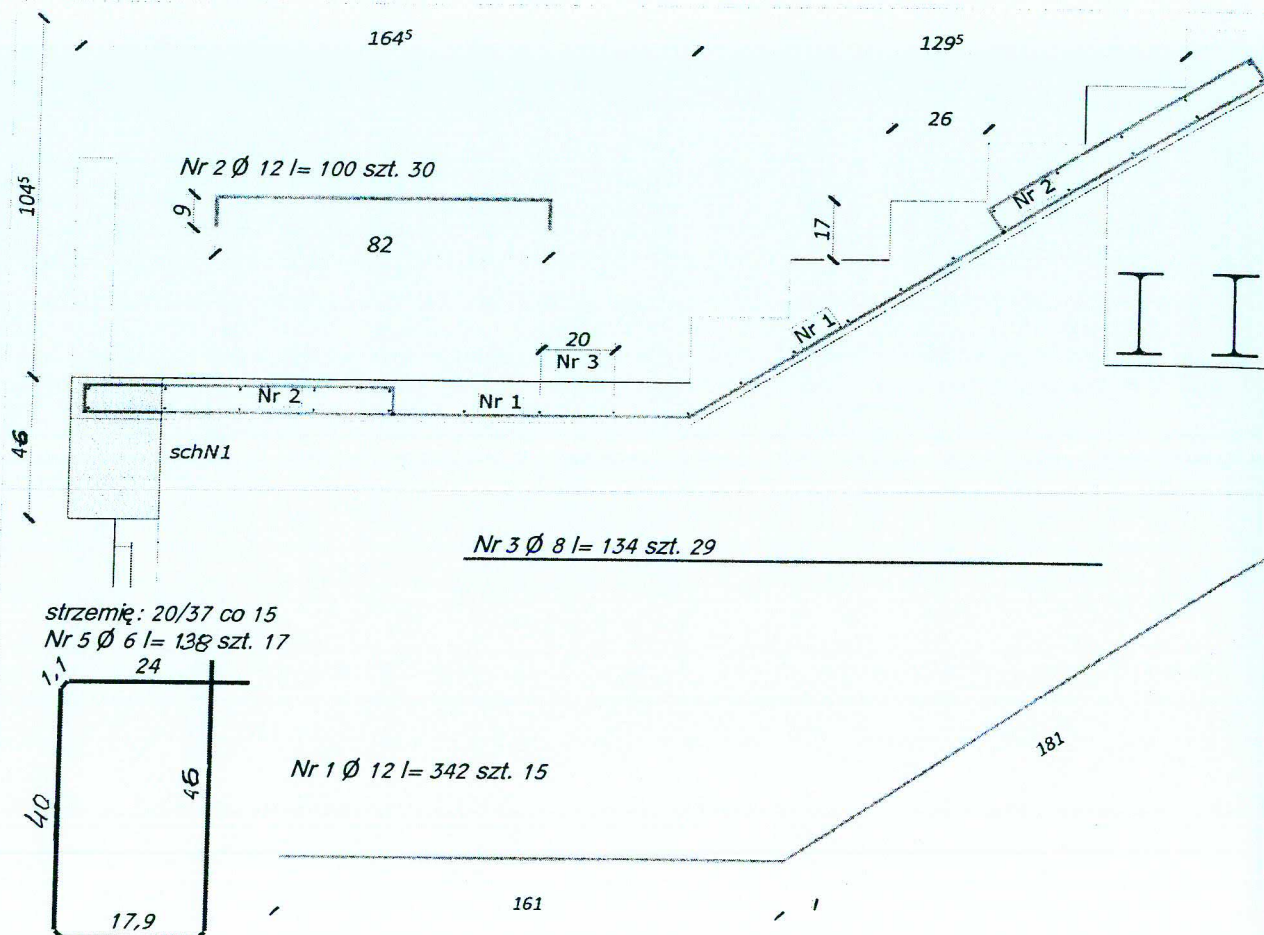 164⁵
129⁵
26
Nr 2 Ø 12 l= 100 szt. 30
104⁵
9
82
17
Nr 2
Nr 1
20
Nr 3
Nr 2
Nr 1
46
schN1
Nr 3 Ø 8 l= 134 szt. 29
strzemię: 20/37 co 15
Nr 5 Ø 6 l= 138 szt. 17
1,1
24
181
Nr 1 Ø 12 l= 342 szt. 15
40
46
161
17,9